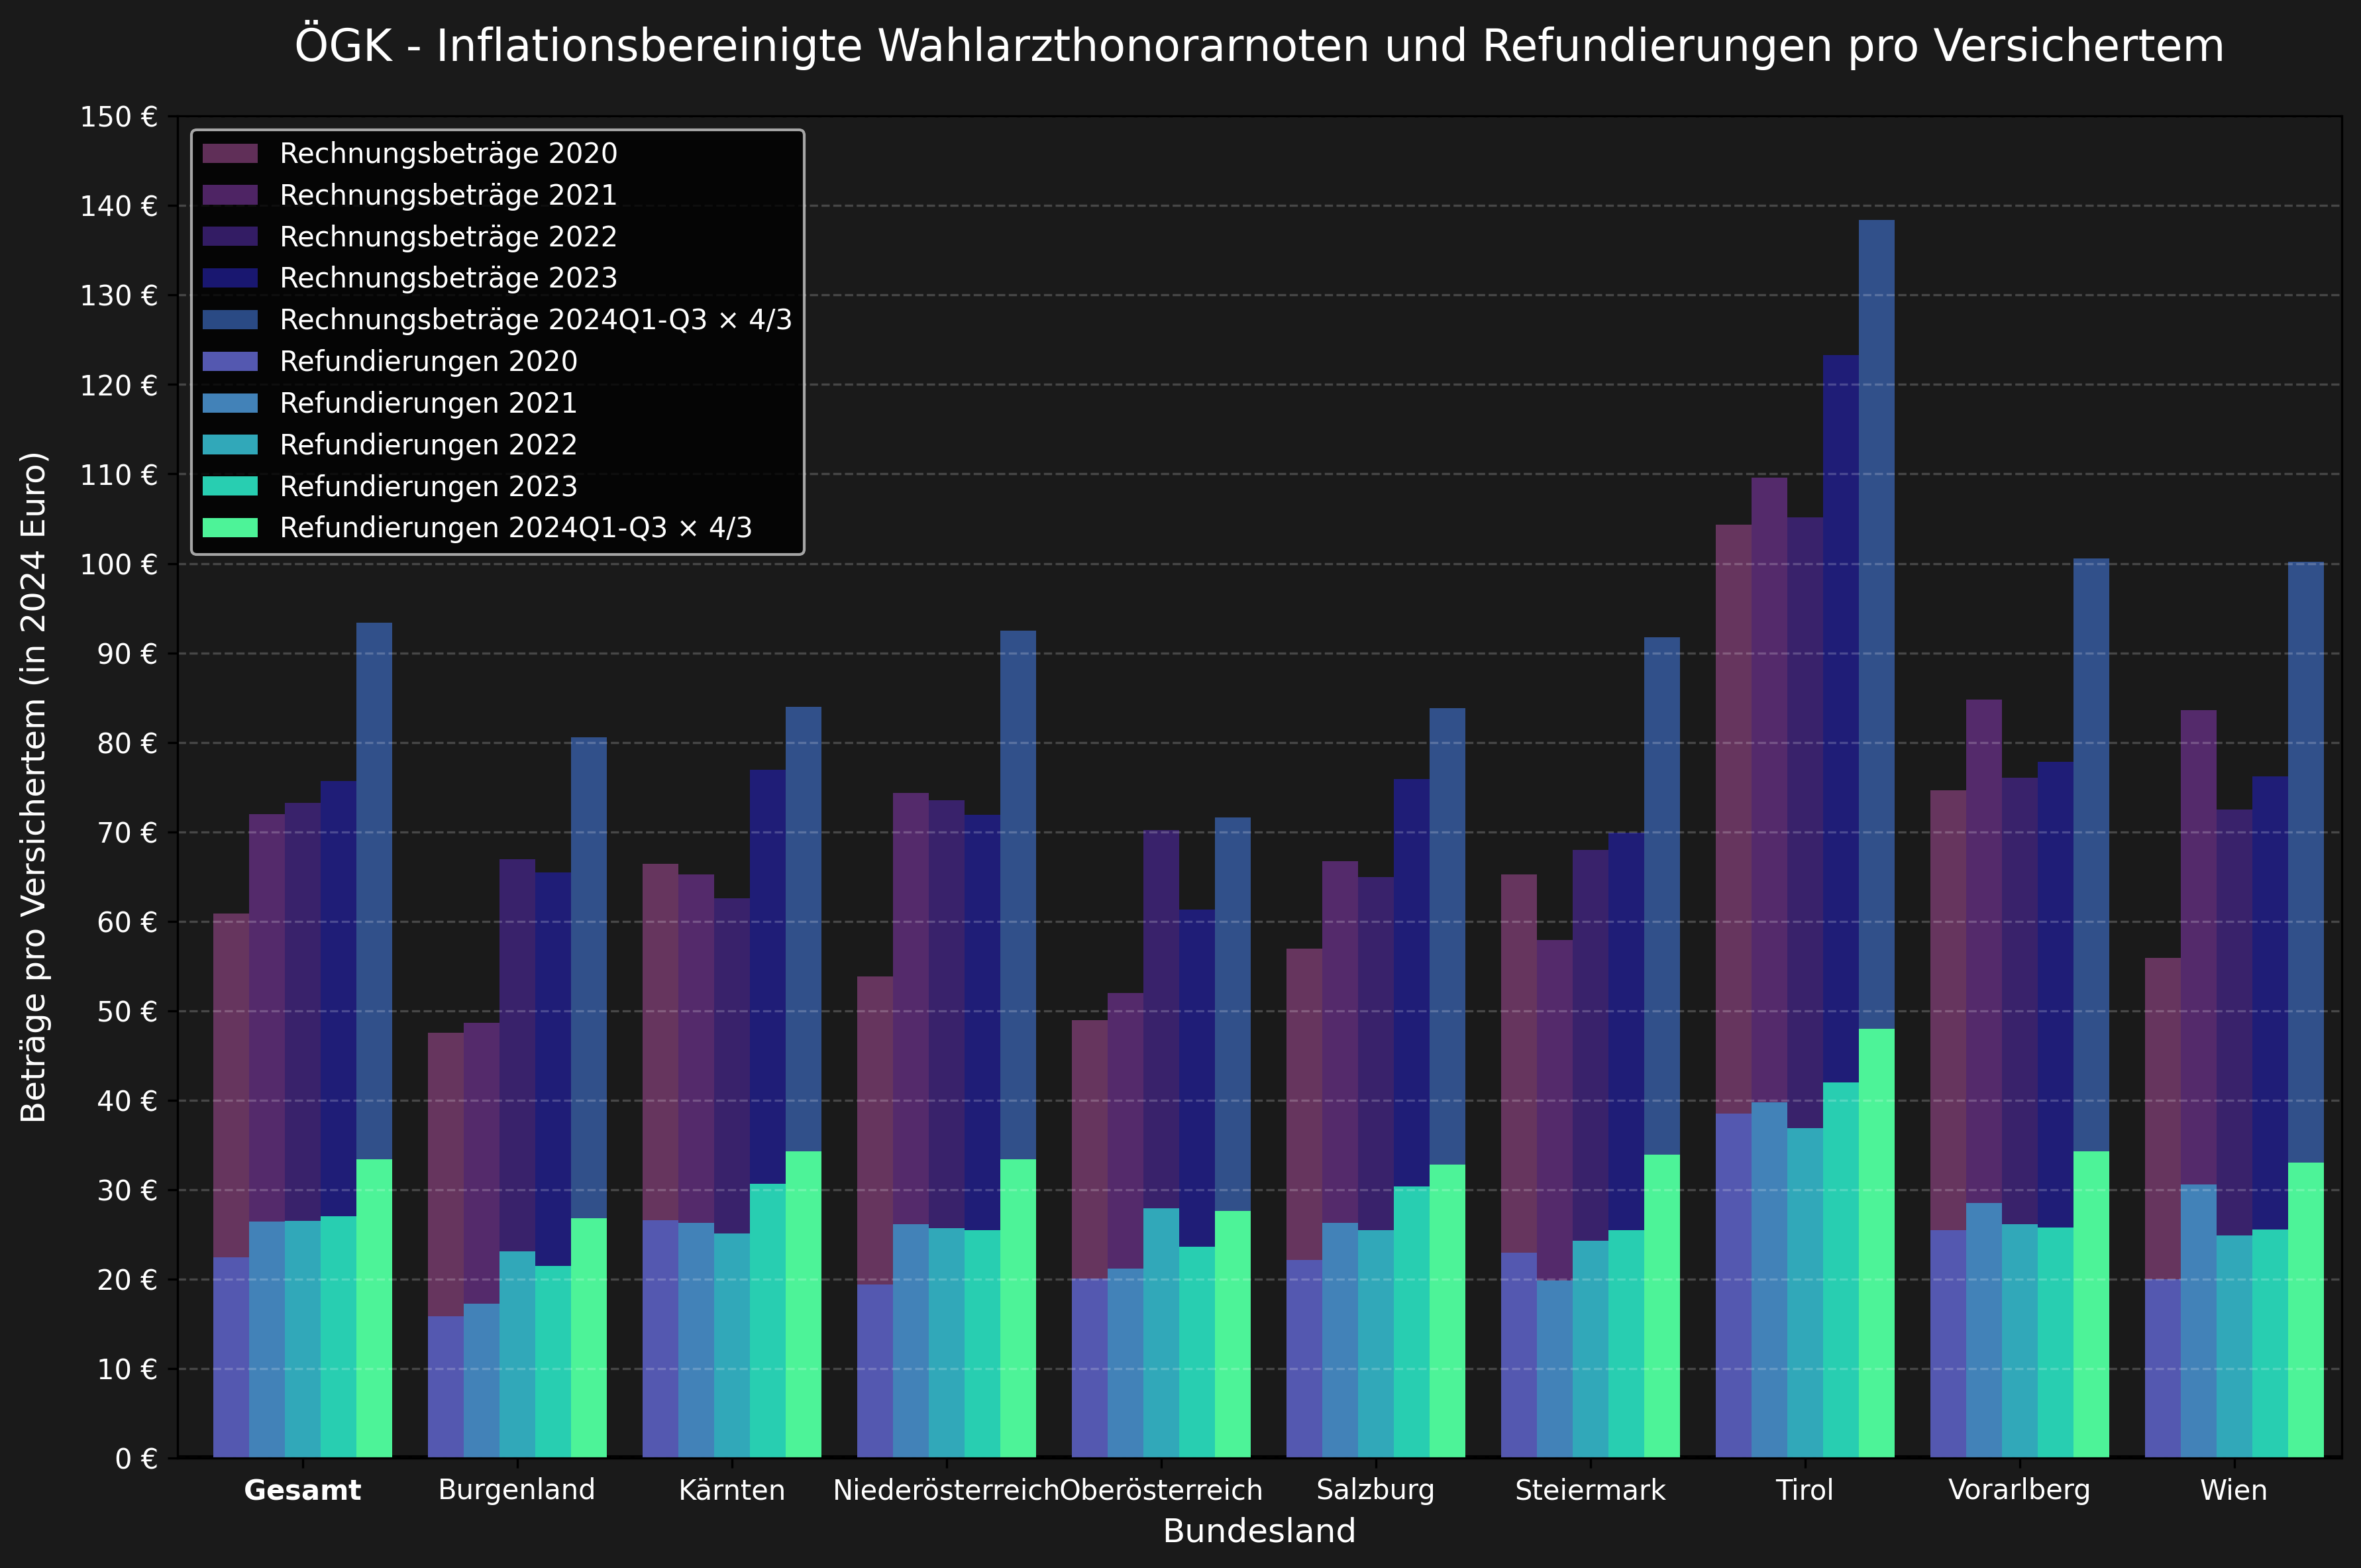 ÖGK - Inflationsbereinigte Wahlarzthonorarnoten und Refundierungen pro Versichertem
Beträge pro Versichertem (in 2024 Euro)
150 €
140 €
130 €
120 €
110 €
100 €
90 €
80 €
70 €
60 €
50 €
40 €
30 €
20 €
10 €
0 €
Rechnungsbeträge 2020
Rechnungsbeträge 2021
Rechnungsbeträge 2022
Rechnungsbeträge 2023
Rechnungsbeträge 2024Q1-Q3 × 4/3
Refundierungen 2020
Refundierungen 2021
Refundierungen 2022
Refundierungen 2023
Refundierungen 2024Q1-Q3 × 4/3
Gesamt Burgenland Kärnten Niederösterreich Oberösterreich Salzburg Steiermark Tirol Vorarlberg Wien
Bundesland